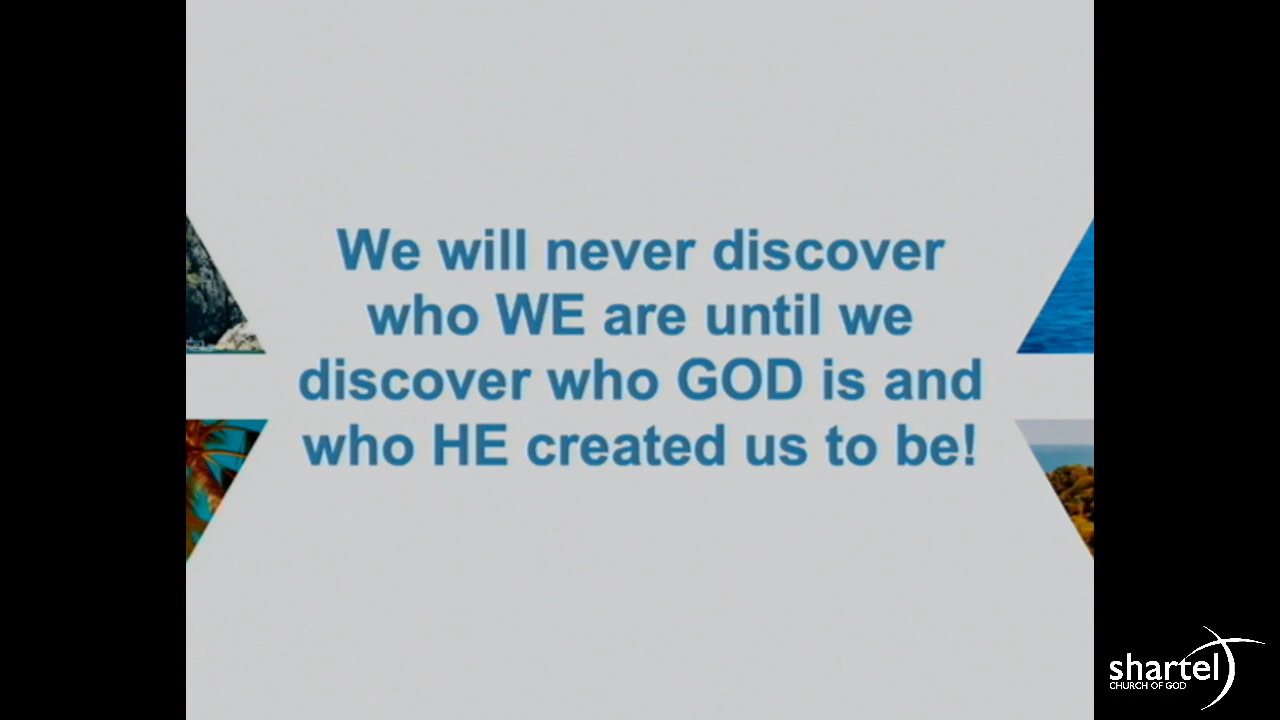 We will never discover
who WE are until we
discover who GOD is and
who HE created us to be!
shartel
CHURCH OF GOD